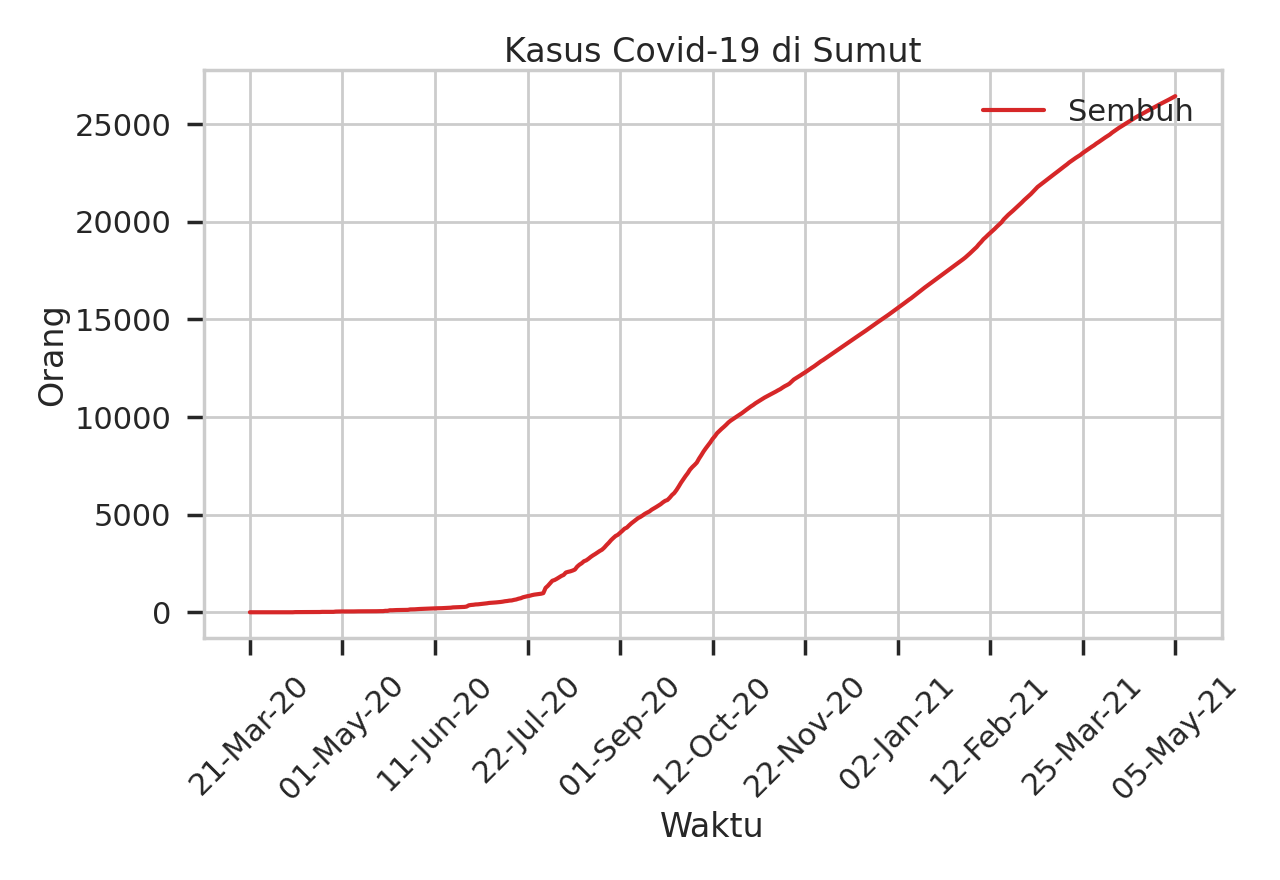 Kasus Covid-19 di Sumut
Sembuh
Orang
25000
20000
15000
10000
5000
0
21-Mar-20
01-May-20
11-Jun-20
22-Jul-20
01-Sep-20
12-Oct-20
22-Nov-20
02-Jan-21
12-Feb-21
25-Mar-21
05-May-21
Waktu